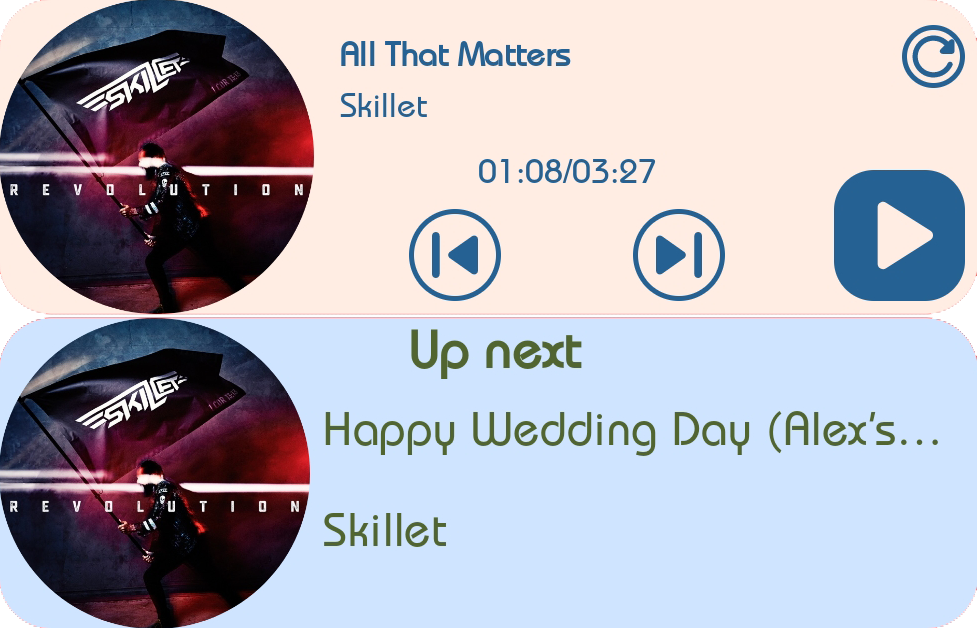 SKILLET
REVOLUTION
All That Matters
Skillet
01:08/03:27
SKILLET
REVOLUTION
Up next
Happy Wedding Day (Alex's...
Skillet